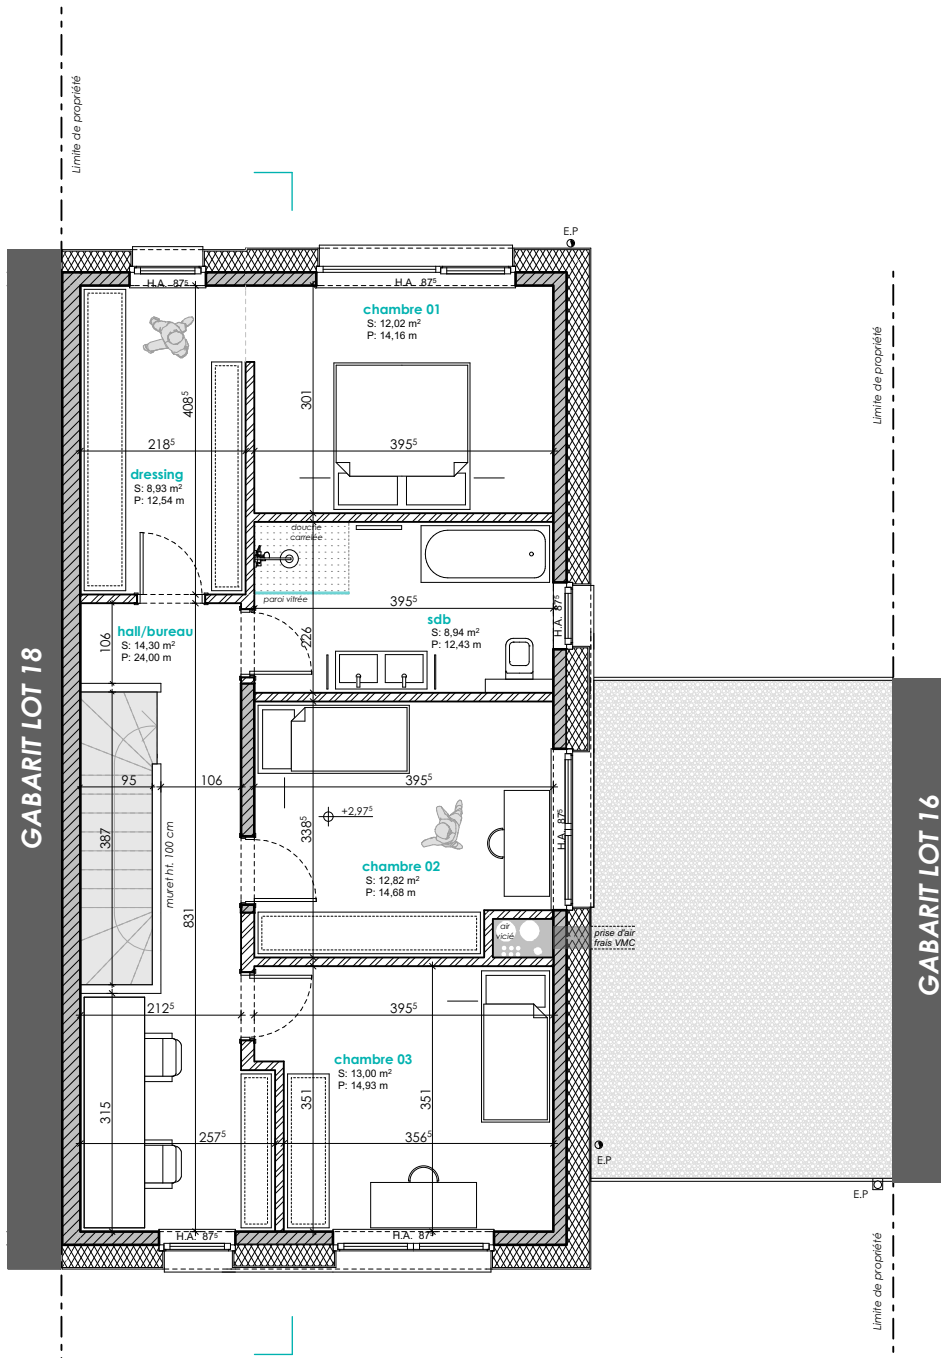 Limite de propriété
E.P
H.A. 87⁵
H.A. 87⁵
chambre 01
S: 12,02 m²
P: 14,16 m
Limite de propriété
408⁵
301
218⁵
395⁵
dressing
S: 8,93 m²
P: 12,54 m
douche
carrelée
paroi vitrée
395⁵
H.A. 87⁵
sdb
S: 8,94 m²
P: 12,43 m
hall/bureau
S: 14,30 m²
P: 24,00 m
106
226
GABARIT LOT 18
95
106
395⁵
+2,97⁵
387
338⁵
muret ht. 100 cm
H.A. 87⁵
chambre 02
S: 12,82 m²
P: 14,68 m
GABARIT LOT 16
831
air
vicié
prise d'air
frais VMC
212⁵
395⁵
chambre 03
S: 13,00 m²
P: 14,93 m
315
351
351
257⁵
356⁵
E.P
E.P
H.A. 87⁵
H.A. 87⁵
Limite de propriété